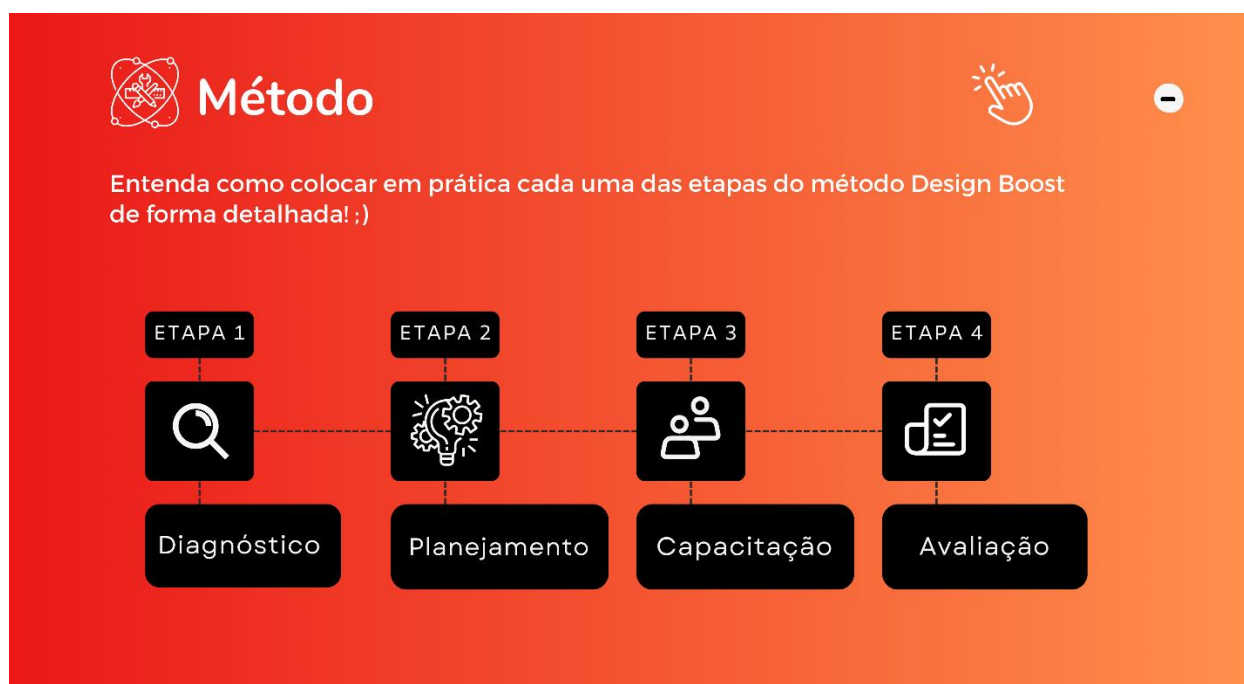 Método
Entenda como colocar em prática cada uma das etapas do método Design Boost
de forma detalhada! ;)
ETAPA 1
ETAPA 2
ETAPA 3
ETAPA 4
Diagnóstico
Planejamento
Capacitação
Avaliação